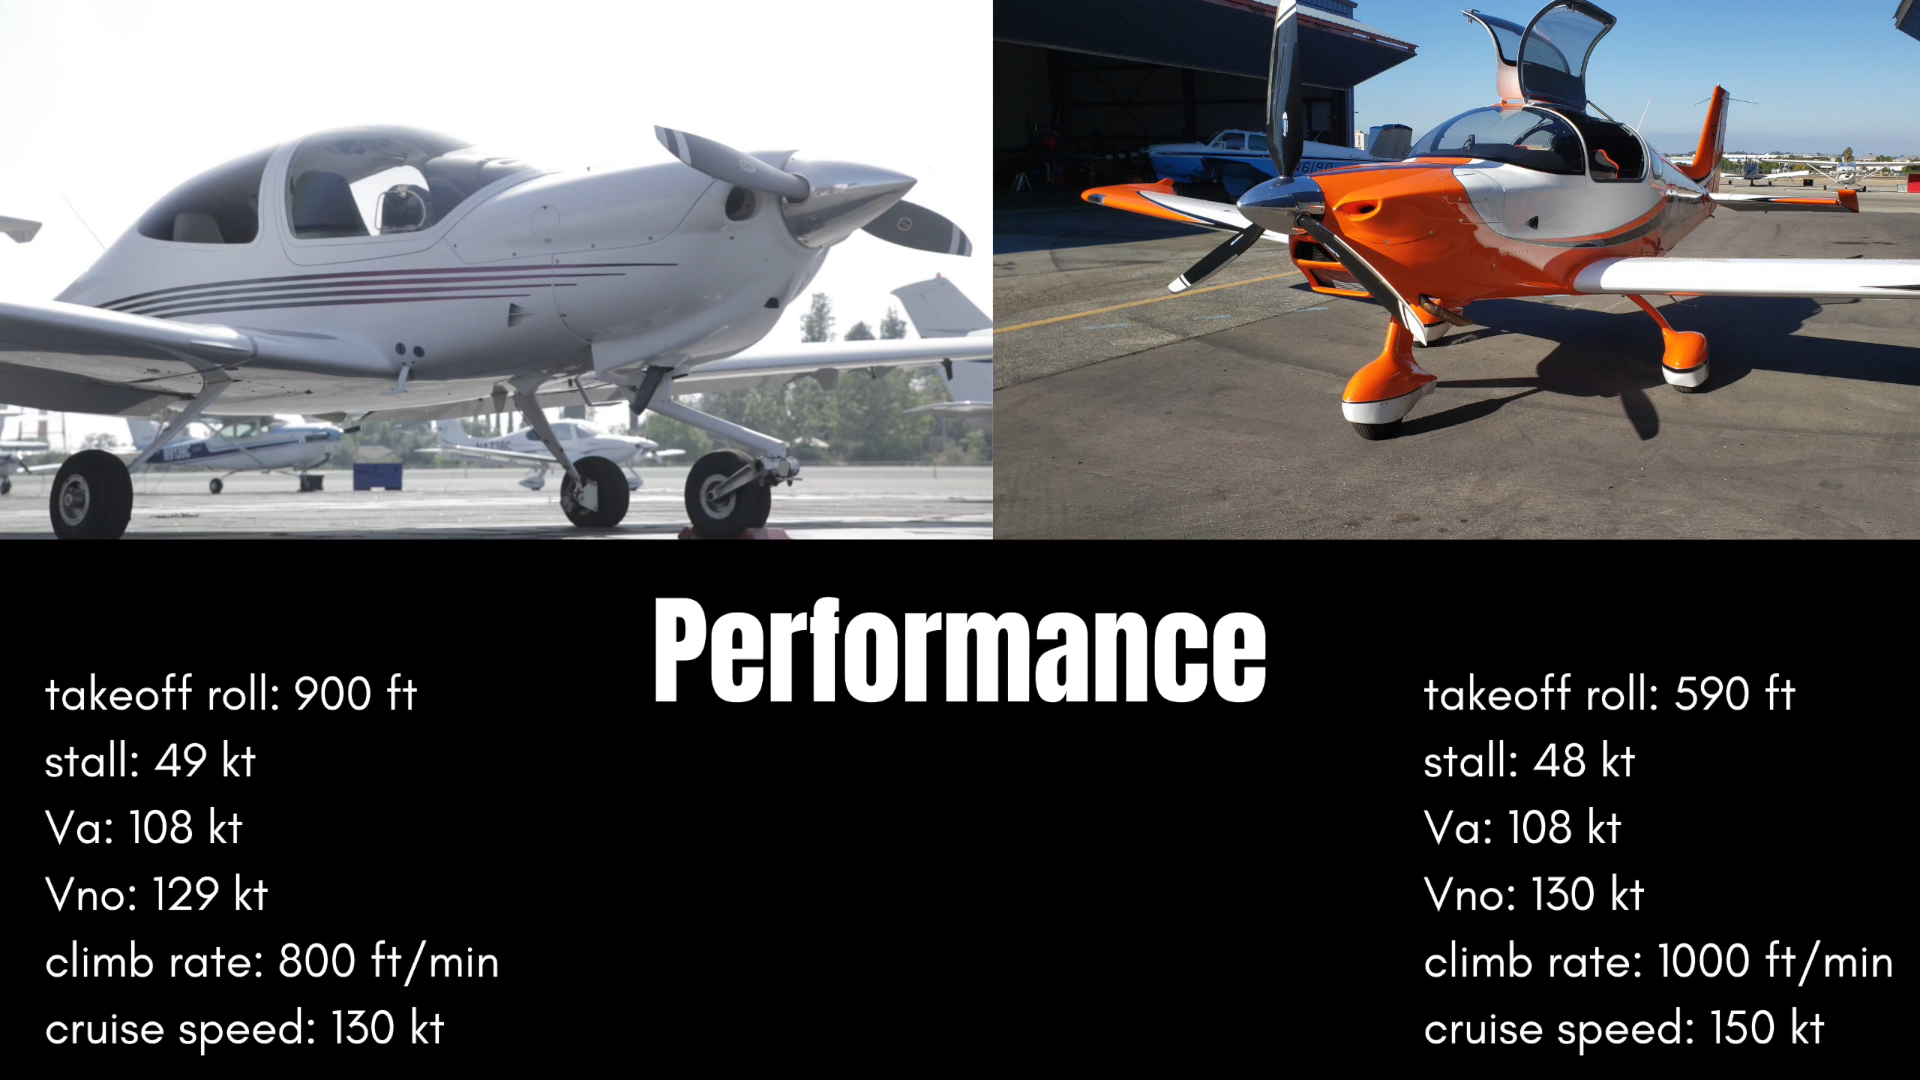 Performance
takeoff roll: 900 ft
stall: 49 kt
Va: 108 kt
Vno: 129 kt
climb rate: 800 ft/min
cruise speed: 130 kt
takeoff roll: 590 ft
stall: 48 kt
Va: 108 kt
Vno: 130 kt
climb rate: 1000 ft/min
cruise speed: 150 kt